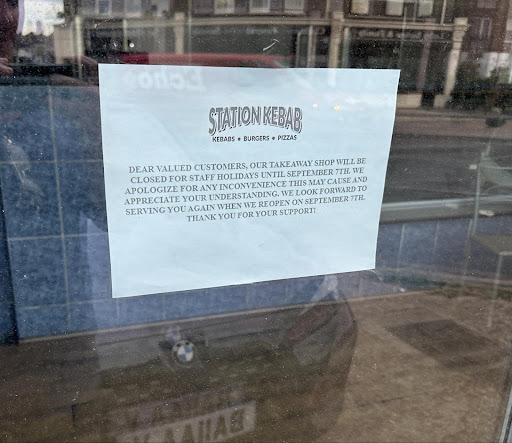 Echos
STATION KEBAB
KEBABS • BURGERS • PIZZAS
DEAR VALUED CUSTOMERS, OUR TAKEAWAY SHOP WILL BE
CLOSED FOR STAFF HOLIDAYS UNTIL SEPTEMBER 7TH. WE
APOLOGIZE FOR ANY INCONVENIENCE THIS MAY CAUSE AND
APPRECIATE YOUR UNDERSTANDING. WE LOOK FORWARD TO
SERVING YOU AGAIN WHEN WE REOPEN ON SEPTEMBER 7TH.
THANK YOU FOR YOUR SUPPORT!